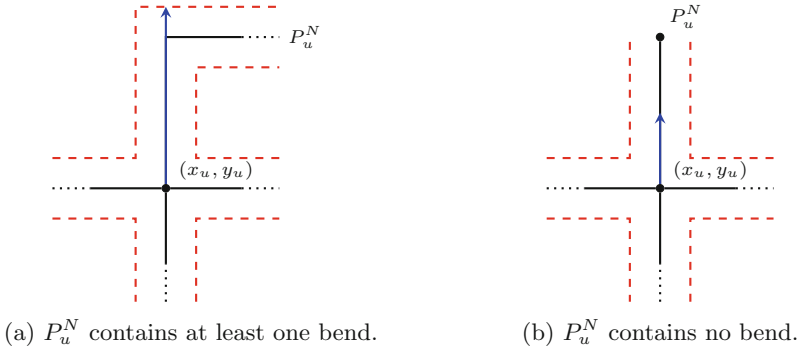 P_u^N
P_u^N
(x_u, y_u)
(x_u, y_u)
(a) P_u^N contains at least one bend.
(b) P_u^N contains no bend.